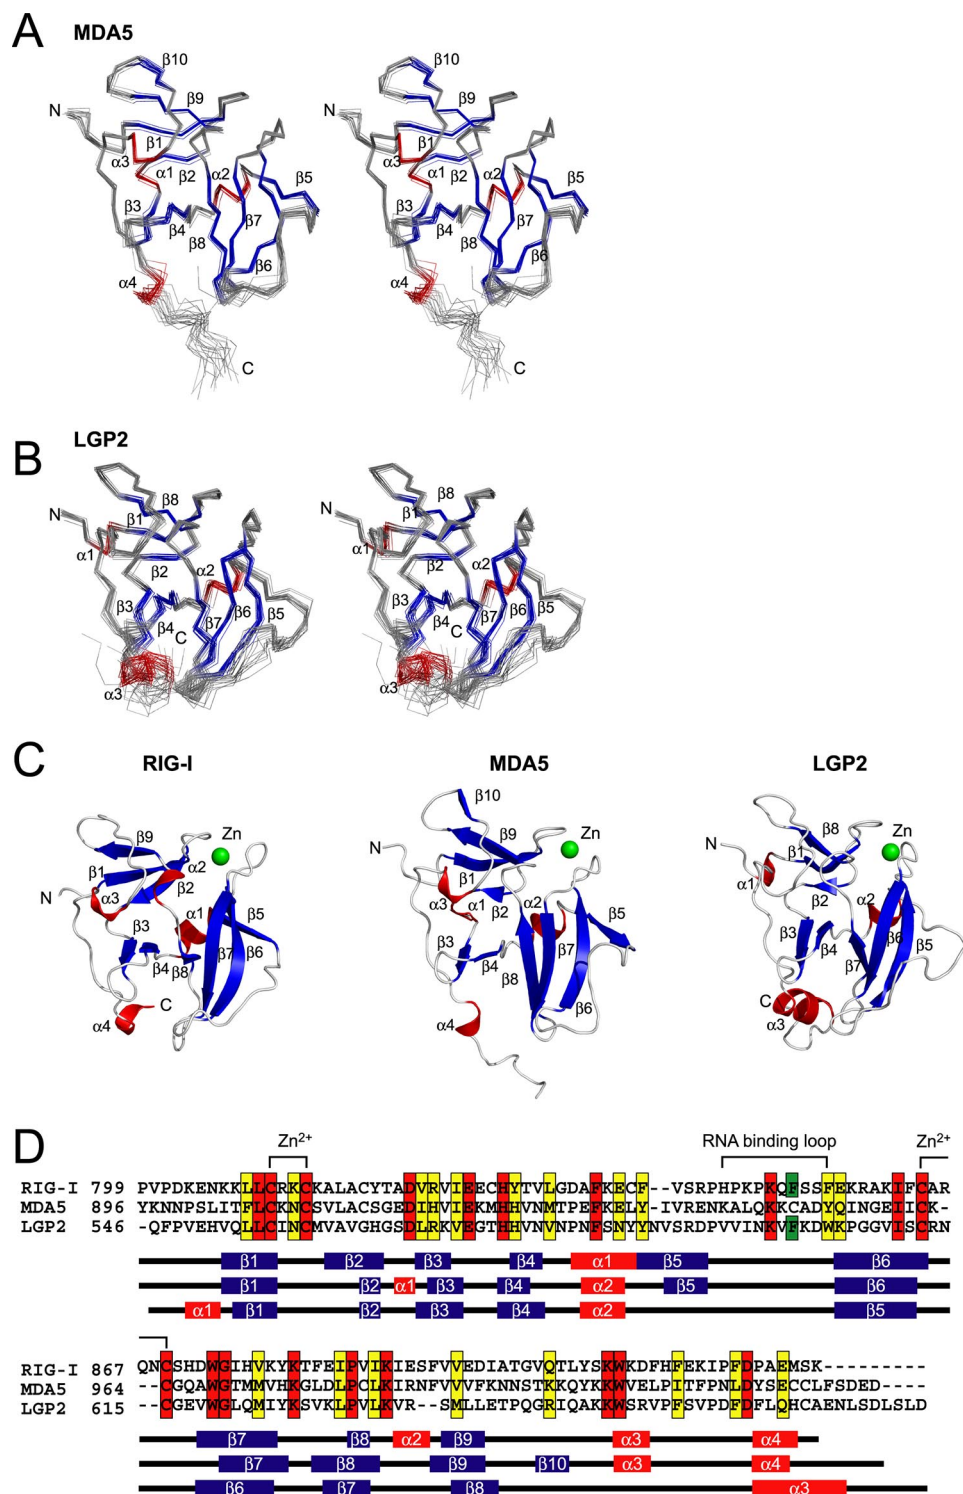 A MDA5
β10 β10
N β9 N β9
β1 β1
α3 α1 β2 α2 β5 α3 α1 β2 α2 β5
β3 β4 β8 β7 β3 β4 β8 β7
β6 β6
α4 α4
C C
B LGP2
N β1 β8 N β1 β8
α1 β2 α2 α1 β2 α2
β3 β4 C β7 β6 β5 β3 β4 C β7 β6 β5
α3 α3
C RIG-I MDA5 LGP2
β9 Zn β10 β9 Zn β8 Zn
N β1 α3 α2 β2 N β1 α3 α1 β2 α2 β5 N α1 β1 β2 α2
β3 β4 β8 α1 β7 β5 β6 β3 β4 β8 β7 β6 β3 β4 β7 β6 β5
α4 C α4 C α3
D Zn2+ RNA binding loop Zn2+
RIG-I 799 PVPDKENKKLLCRKCKALACYTADVRVIEECHYTVLGDAFKECF--VSRPHPKPKQFSSFEKRAKIFCAR
MDA5 896 YKNNPSLITFLCKNCSVLACSGEDIHVIEKMHHVNMTPEFKELY-IVRENKALQKKCADYQINGEIICK-
LGP2 546 -QFPVEHVQLLCINCMVAVGHGSDLRKVEGTHHVNVNPNFSNYYNVSRDPVVINKVFKDWKPGGVISCRN
β1 β2 β3 β4 α1 β5 β6
β1 β2 α1 β3 β4 α2 β5 β6
α1 β1 β2 β3 β4 α2 β5
RIG-I 867 QNCSHDWGIHVKYKTFEIPVIKIESFVVEDIATGVQTLYSKWKDFHFEKIPFDPAEMSK---------
MDA5 964 --CGQAWGTMMVHKGLDLPCLKIRNFVVVFKNNSTKKQYKKWVELPITFPNLDYSECCLFSDED----
LGP2 615 --CGEVWGLQMIYKSVKLPVLKVR--SMLLETPQGRIQAKKWSRVPFSVPDFDFLQHCAENLSDLSLD
β7 β8 α2 β9 α3 α4
β7 β8 β9 β10 α3 α4
β6 β7 β8 α3